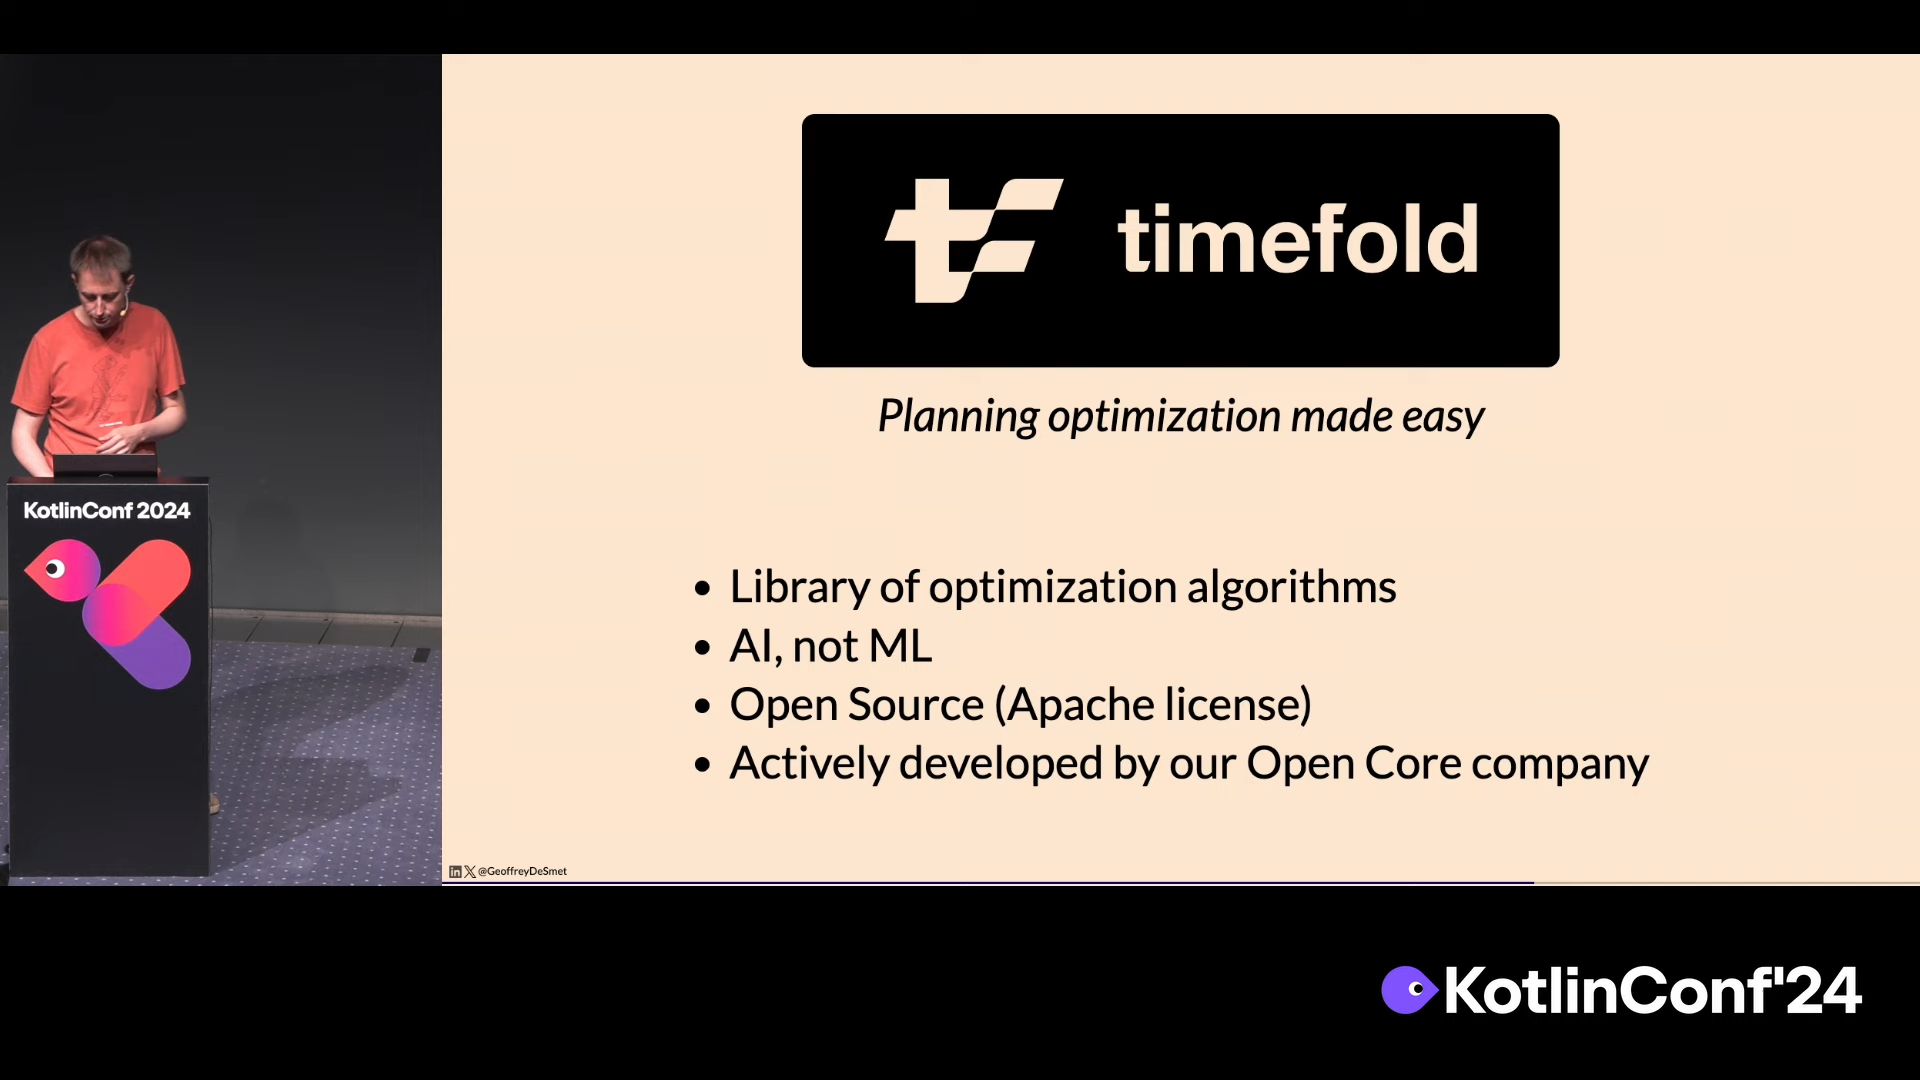 timefold
Planning optimization made easy
KotlinConf 2024
• Library of optimization algorithms
• AI, not ML
• Open Source (Apache license)
• Actively developed by our Open Core company
@GeoffreyDeSmet
KotlinConf'24